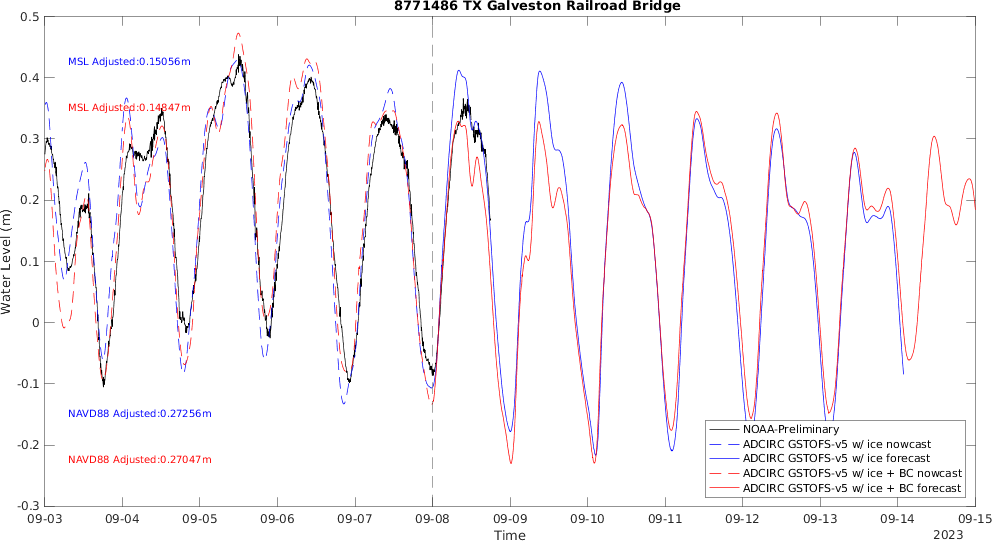 8771486 TX Galveston Railroad Bridge
0.5
0.4
0.3
0.2
0.1
0
-0.1
-0.2
-0.3
Water Level (m)
MSL Adjusted:0.15056m
MSL Adjusted:0.14847m
NAVD88 Adjusted:0.27256m
NAVD88 Adjusted:0.27047m
NOAA-Preliminary
ADCIRC GSTOFS-v5 w/ ice nowcast
ADCIRC GSTOFS-v5 w/ ice forecast
ADCIRC GSTOFS-v5 w/ ice + BC nowcast
ADCIRC GSTOFS-v5 w/ ice + BC forecast
09-03 09-04 09-05 09-06 09-07 09-08 09-09 09-10 09-11 09-12 09-13 09-14 09-15
Time
2023